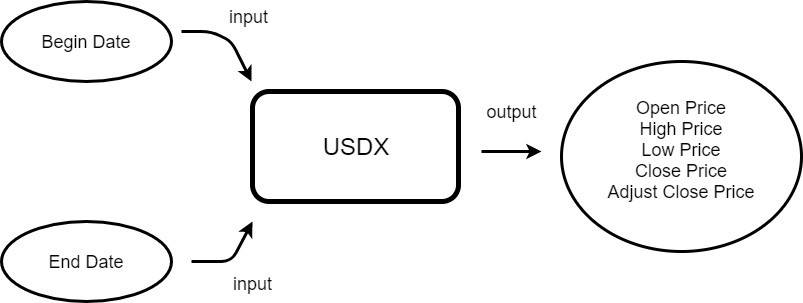 input
Begin Date
output
USDX
Open Price
High Price
Low Price
Close Price
Adjust Close Price
End Date
input